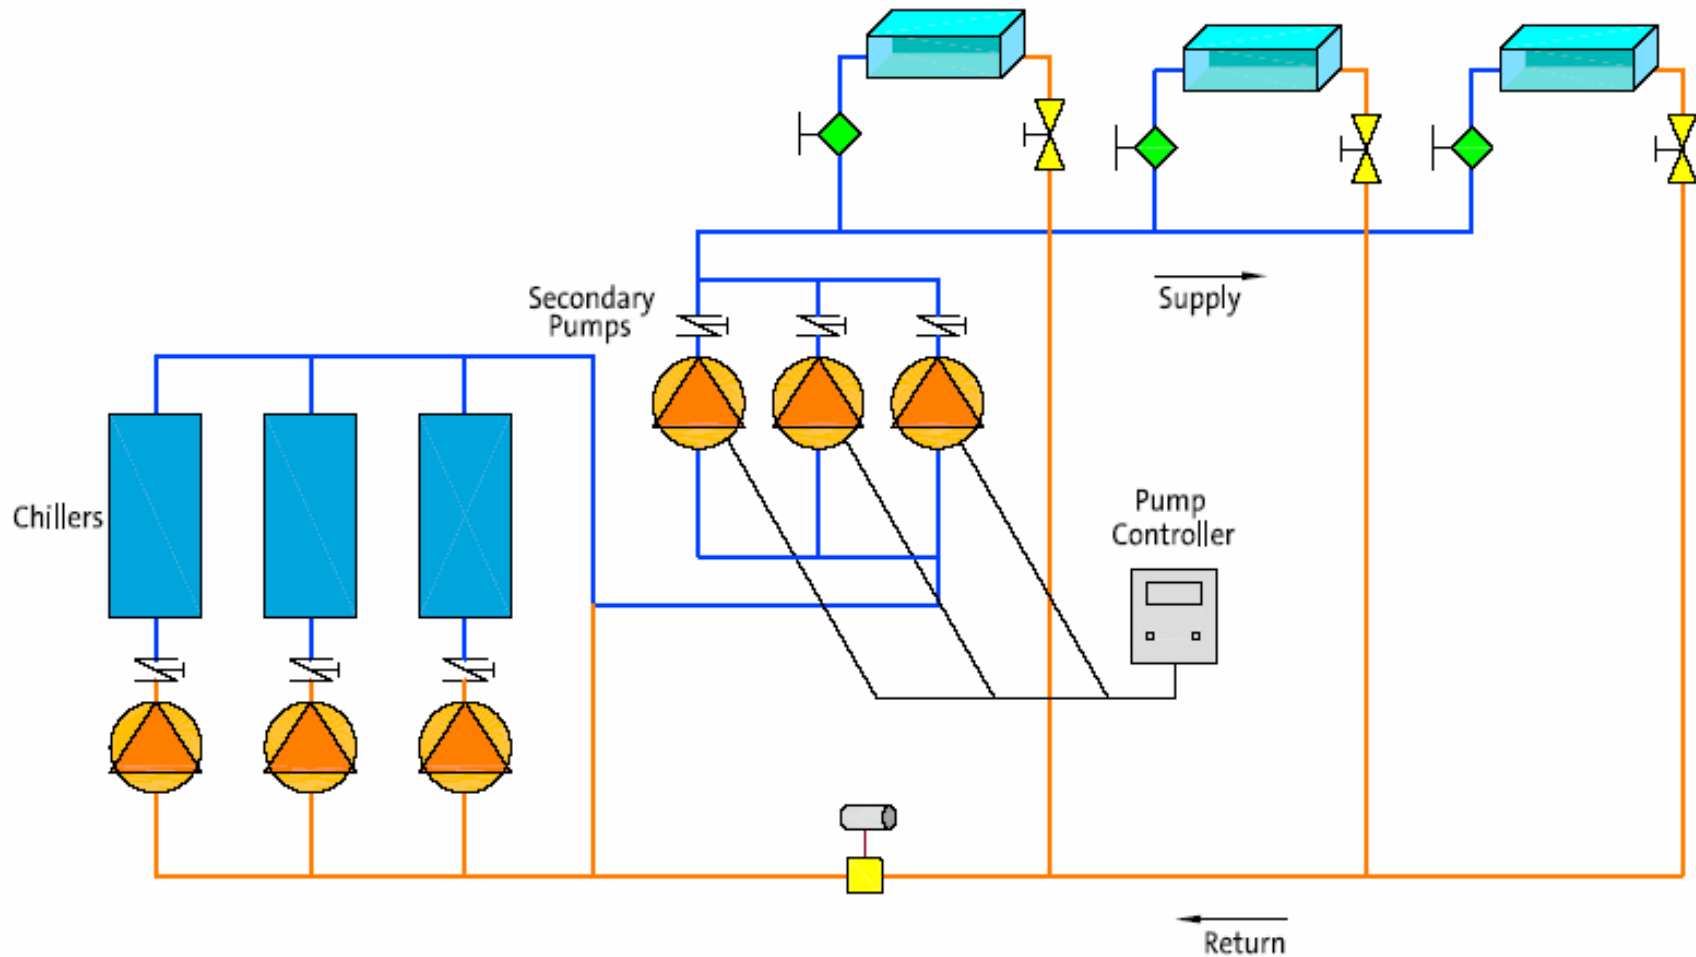 Secondary
Pumps
Supply
Chillers
Pump
Controller
Return